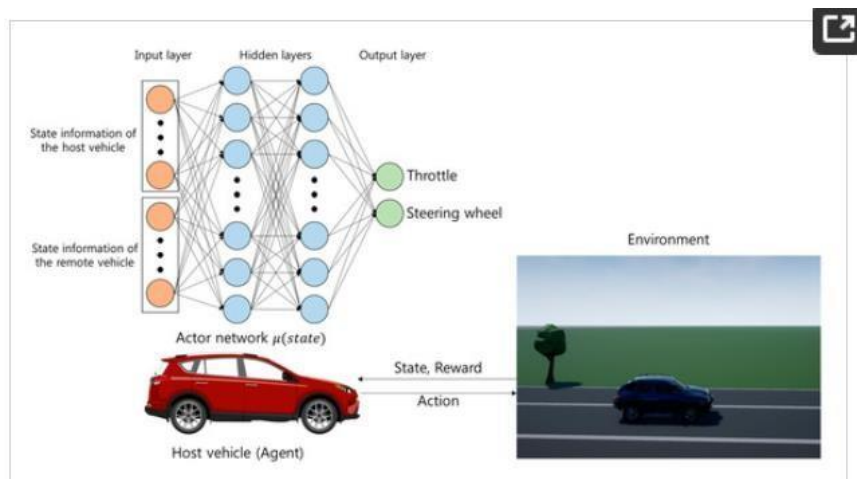 Input layer
Hidden layers
Output layer
State information of
the host vehicle
Throttle
Steering wheel
State information of
the remote vehicle
Actor network μ(state)
Environment
State, Reward
Action
Host vehicle (Agent)